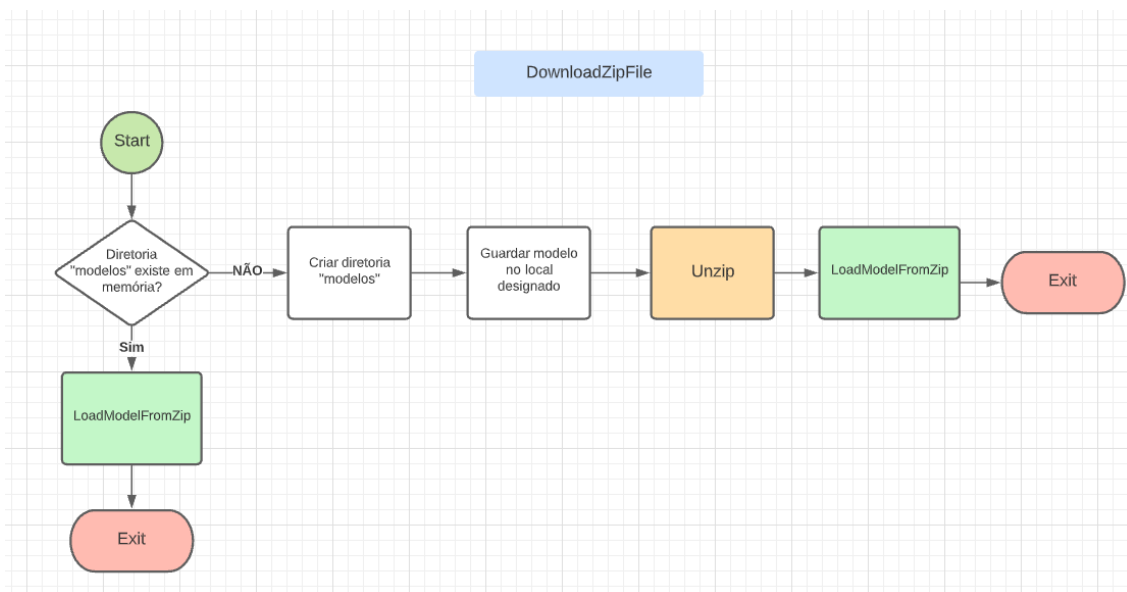 DownloadZipFile
Start
Diretoria
"modelos" existe em
memória?
NÃO
Criar diretoria
"modelos"
Guardar modelo
no local
designado
Unzip
LoadModelFromZip
Exit
Sim
LoadModelFromZip
Exit